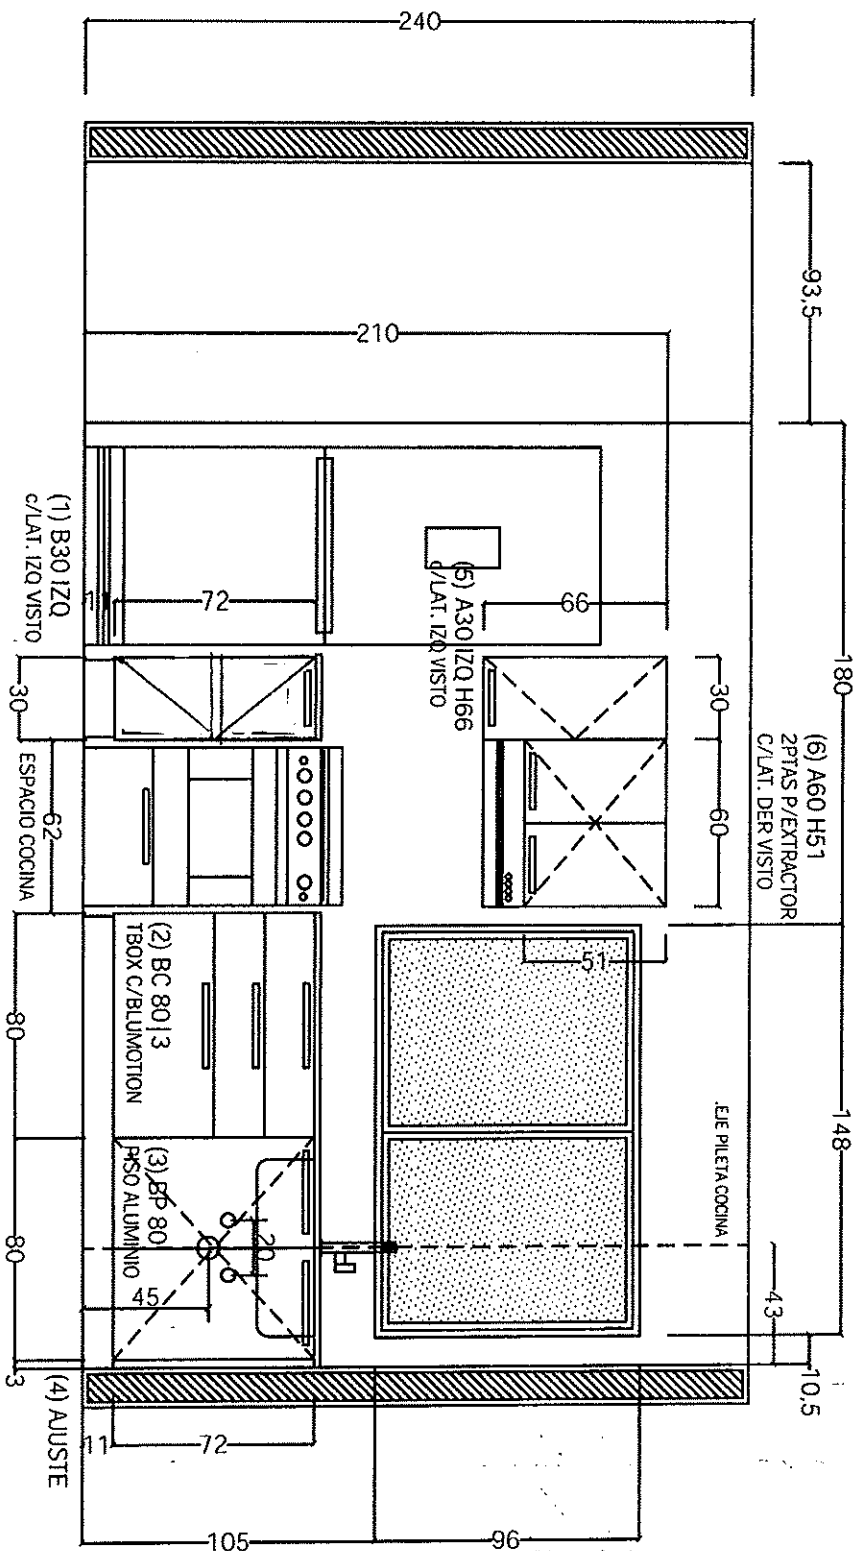 240
93,5
210
180
(6) A60 H51
2PTAS P/EXTRACTOR
C/LAT. DER VISTO
148
.EJE PILETA COCINA
43
10,5
(5) A30 IZQ H66
c/LAT. IZQ VISTO
66
30
60
51
72
(1) B30 IZQ
c/LAT. IZQ VISTO
30
62
ESPACIO COCINA
(2) BC 80|3
TBOX C/BLUMOTION
80
(3) BP 80
PISO ALUMINIO
20
45
80
3
(4) AJUSTE
11
72
105
96